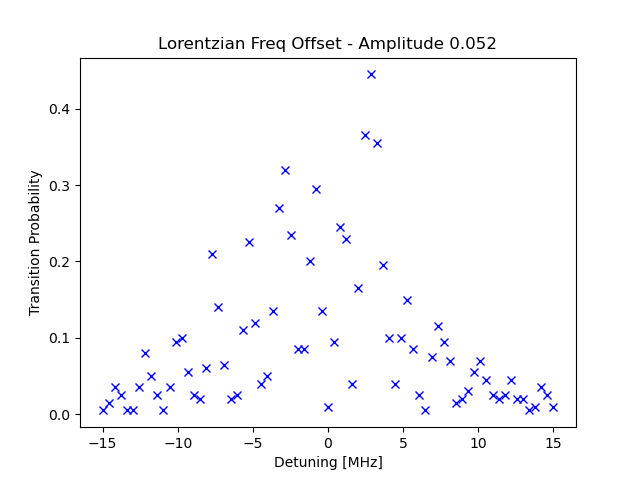 Lorentzian Freq Offset - Amplitude 0.052
Transition Probability
0.4
0.3
0.2
0.1
0.0
−15 −10 −5 0 5 10 15
Detuning [MHz]